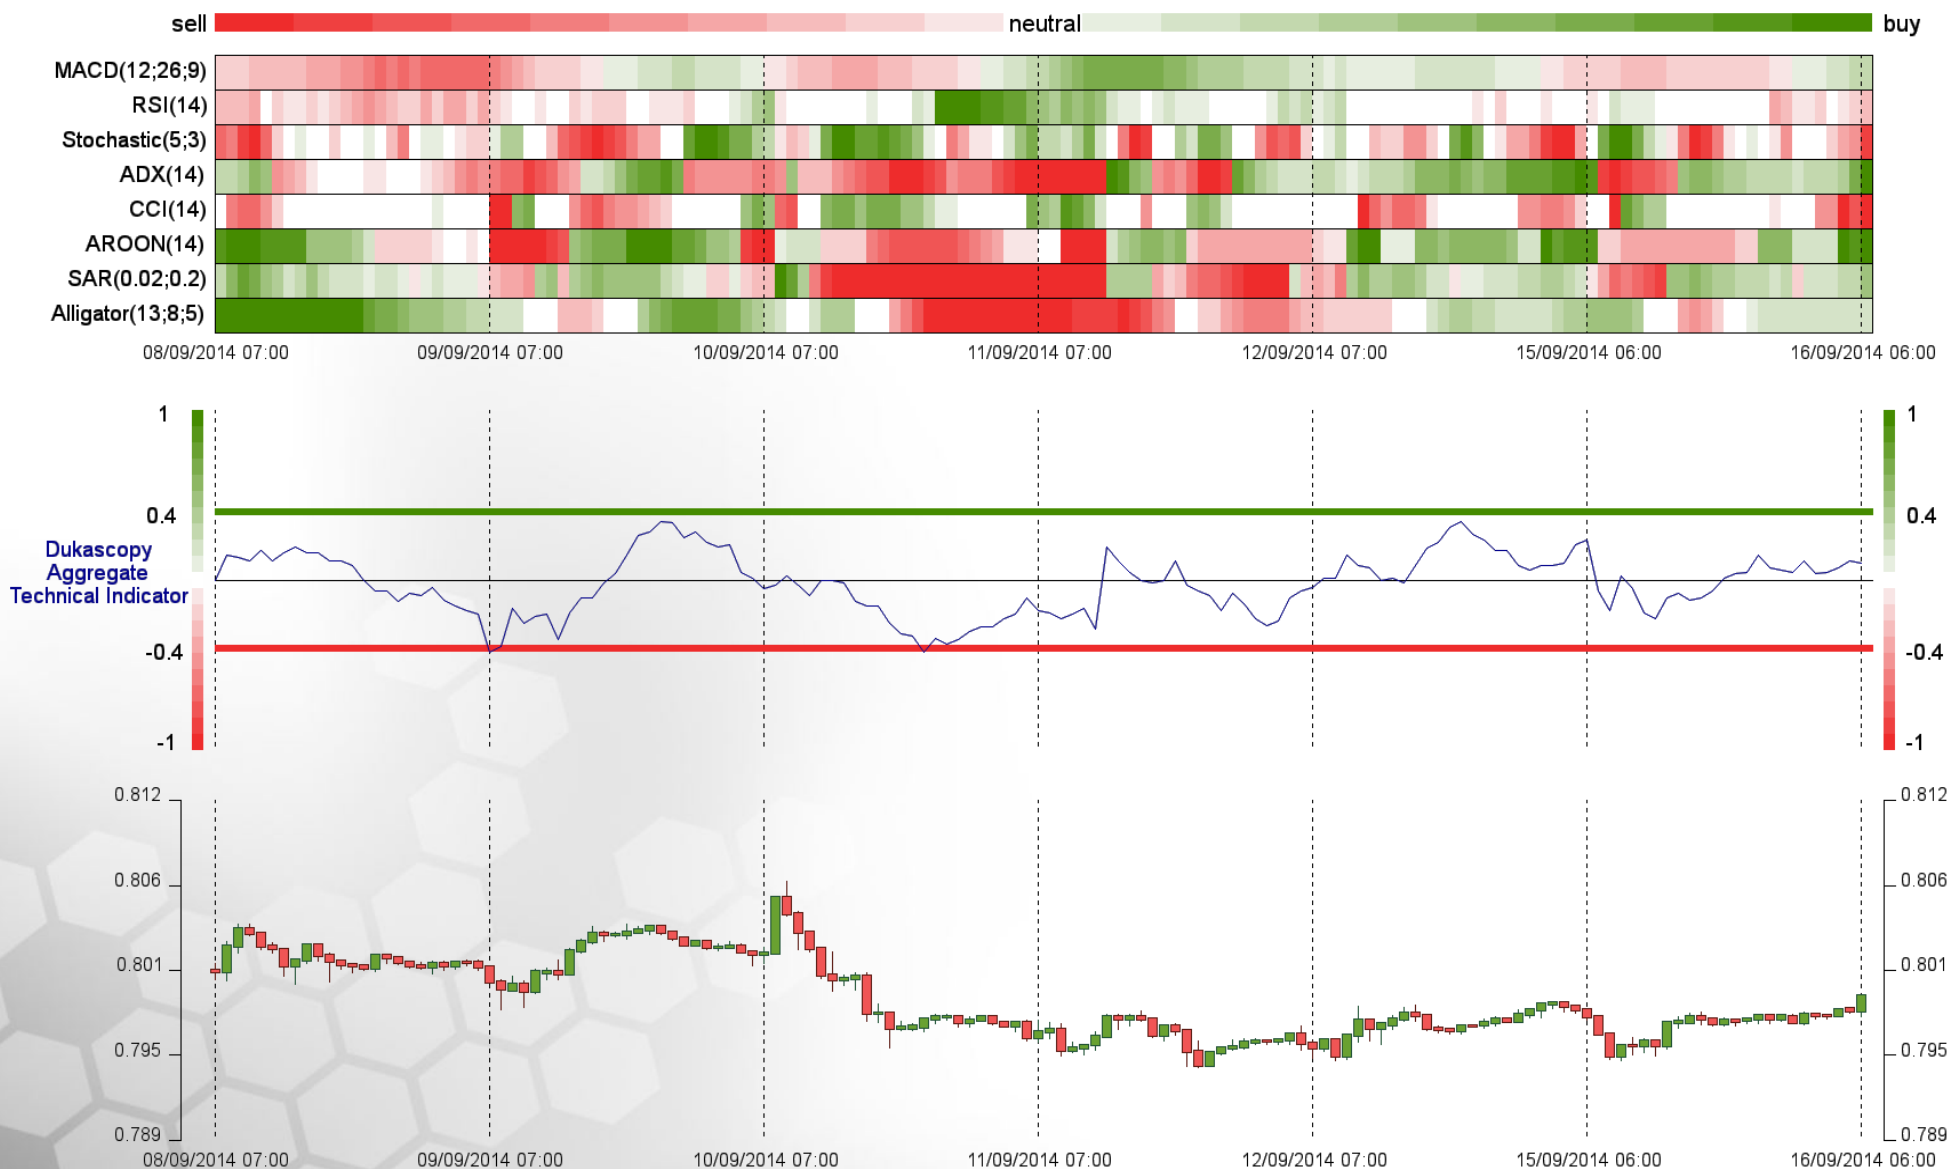 sell neutral buy
MACD(12;26;9)
RSI(14)
Stochastic(5;3)
ADX(14)
CCI(14)
AROON(14)
SAR(0.02;0.2)
Alligator(13;8;5)
08/09/2014 07:00 09/09/2014 07:00 10/09/2014 07:00 11/09/2014 07:00 12/09/2014 07:00 15/09/2014 06:00 16/09/2014 06:00
1 1
0.4 0.4
Dukascopy
Aggregate
Technical Indicator
-0.4 -0.4
-1 -1
0.812 0.812
0.806 0.806
0.801 0.801
0.795 0.795
0.789 0.789
08/09/2014 07:00 09/09/2014 07:00 10/09/2014 07:00 11/09/2014 07:00 12/09/2014 07:00 15/09/2014 06:00 16/09/2014 06:00